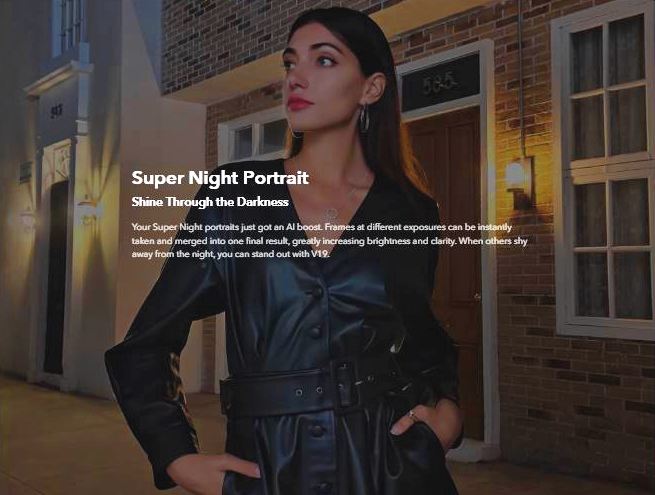 Super Night Portrait
Shine Through the Darkness
Your Super Night portraits just got an AI boost. Frames at different exposures can be instantly
taken and merged into one final result, greatly increasing brightness and clarity. When others shy
away from the night, you can stand out with V19.
585